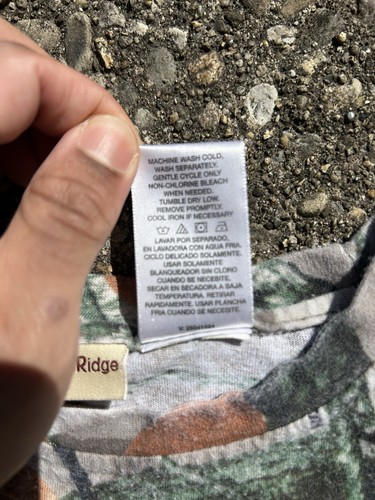 MACHINE WASH COLD,
WASH SEPARATELY.
GENTLE CYCLE ONLY
NON-CHLORINE BLEACH
WHEN NEEDED.
TUMBLE DRY LOW.
REMOVE PROMPTLY.
COOL IRON IF NECESSARY
LAVAR POR SEPARADO,
EN LAVADORA CON AGUA FRIA.
CICLO DELICADO SOLAMENTE.
USAR SOLAMENTE
BLANQUEADOR SIN CLORO
CUANDO SE NECESITE.
SECAR EN SECADORA A BAJA
TEMPERATURA. RETIRAR
RAPIDAMENTE. USAR PLANCHA
FRIA CUANDO SE NECESITE.
Ridge